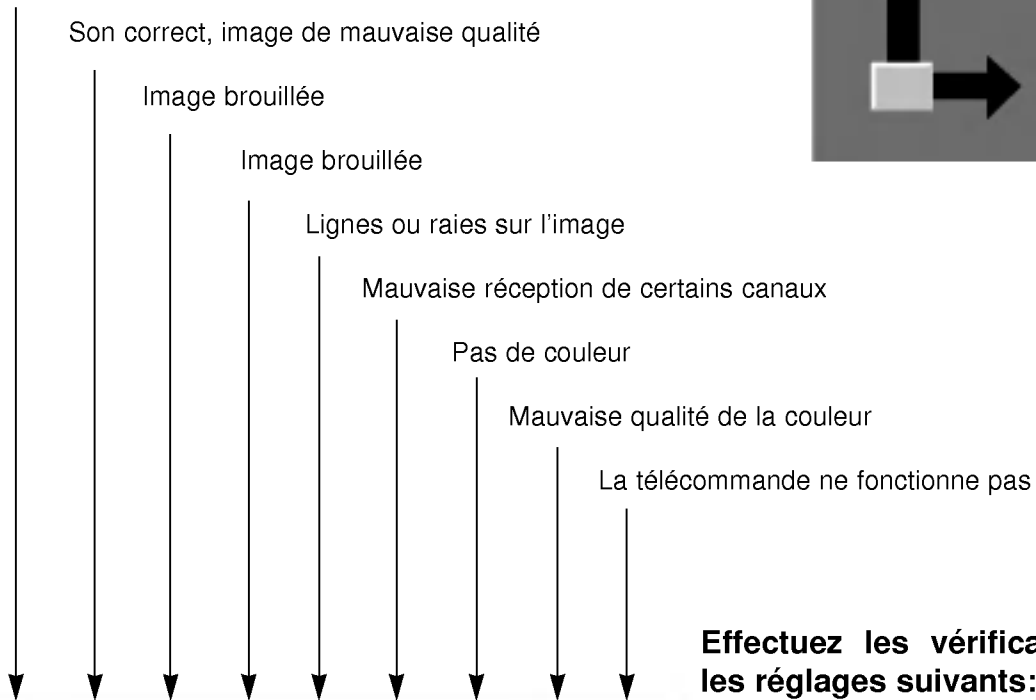 Son correct, image de mauvaise qualité
Image brouillée
Image brouillée
Lignes ou raies sur l'image
Mauvaise réception de certains canaux
Pas de couleur
Mauvaise qualité de la couleur
La télécommande ne fonctionne pas
Effectuez les
les réglages suivants: